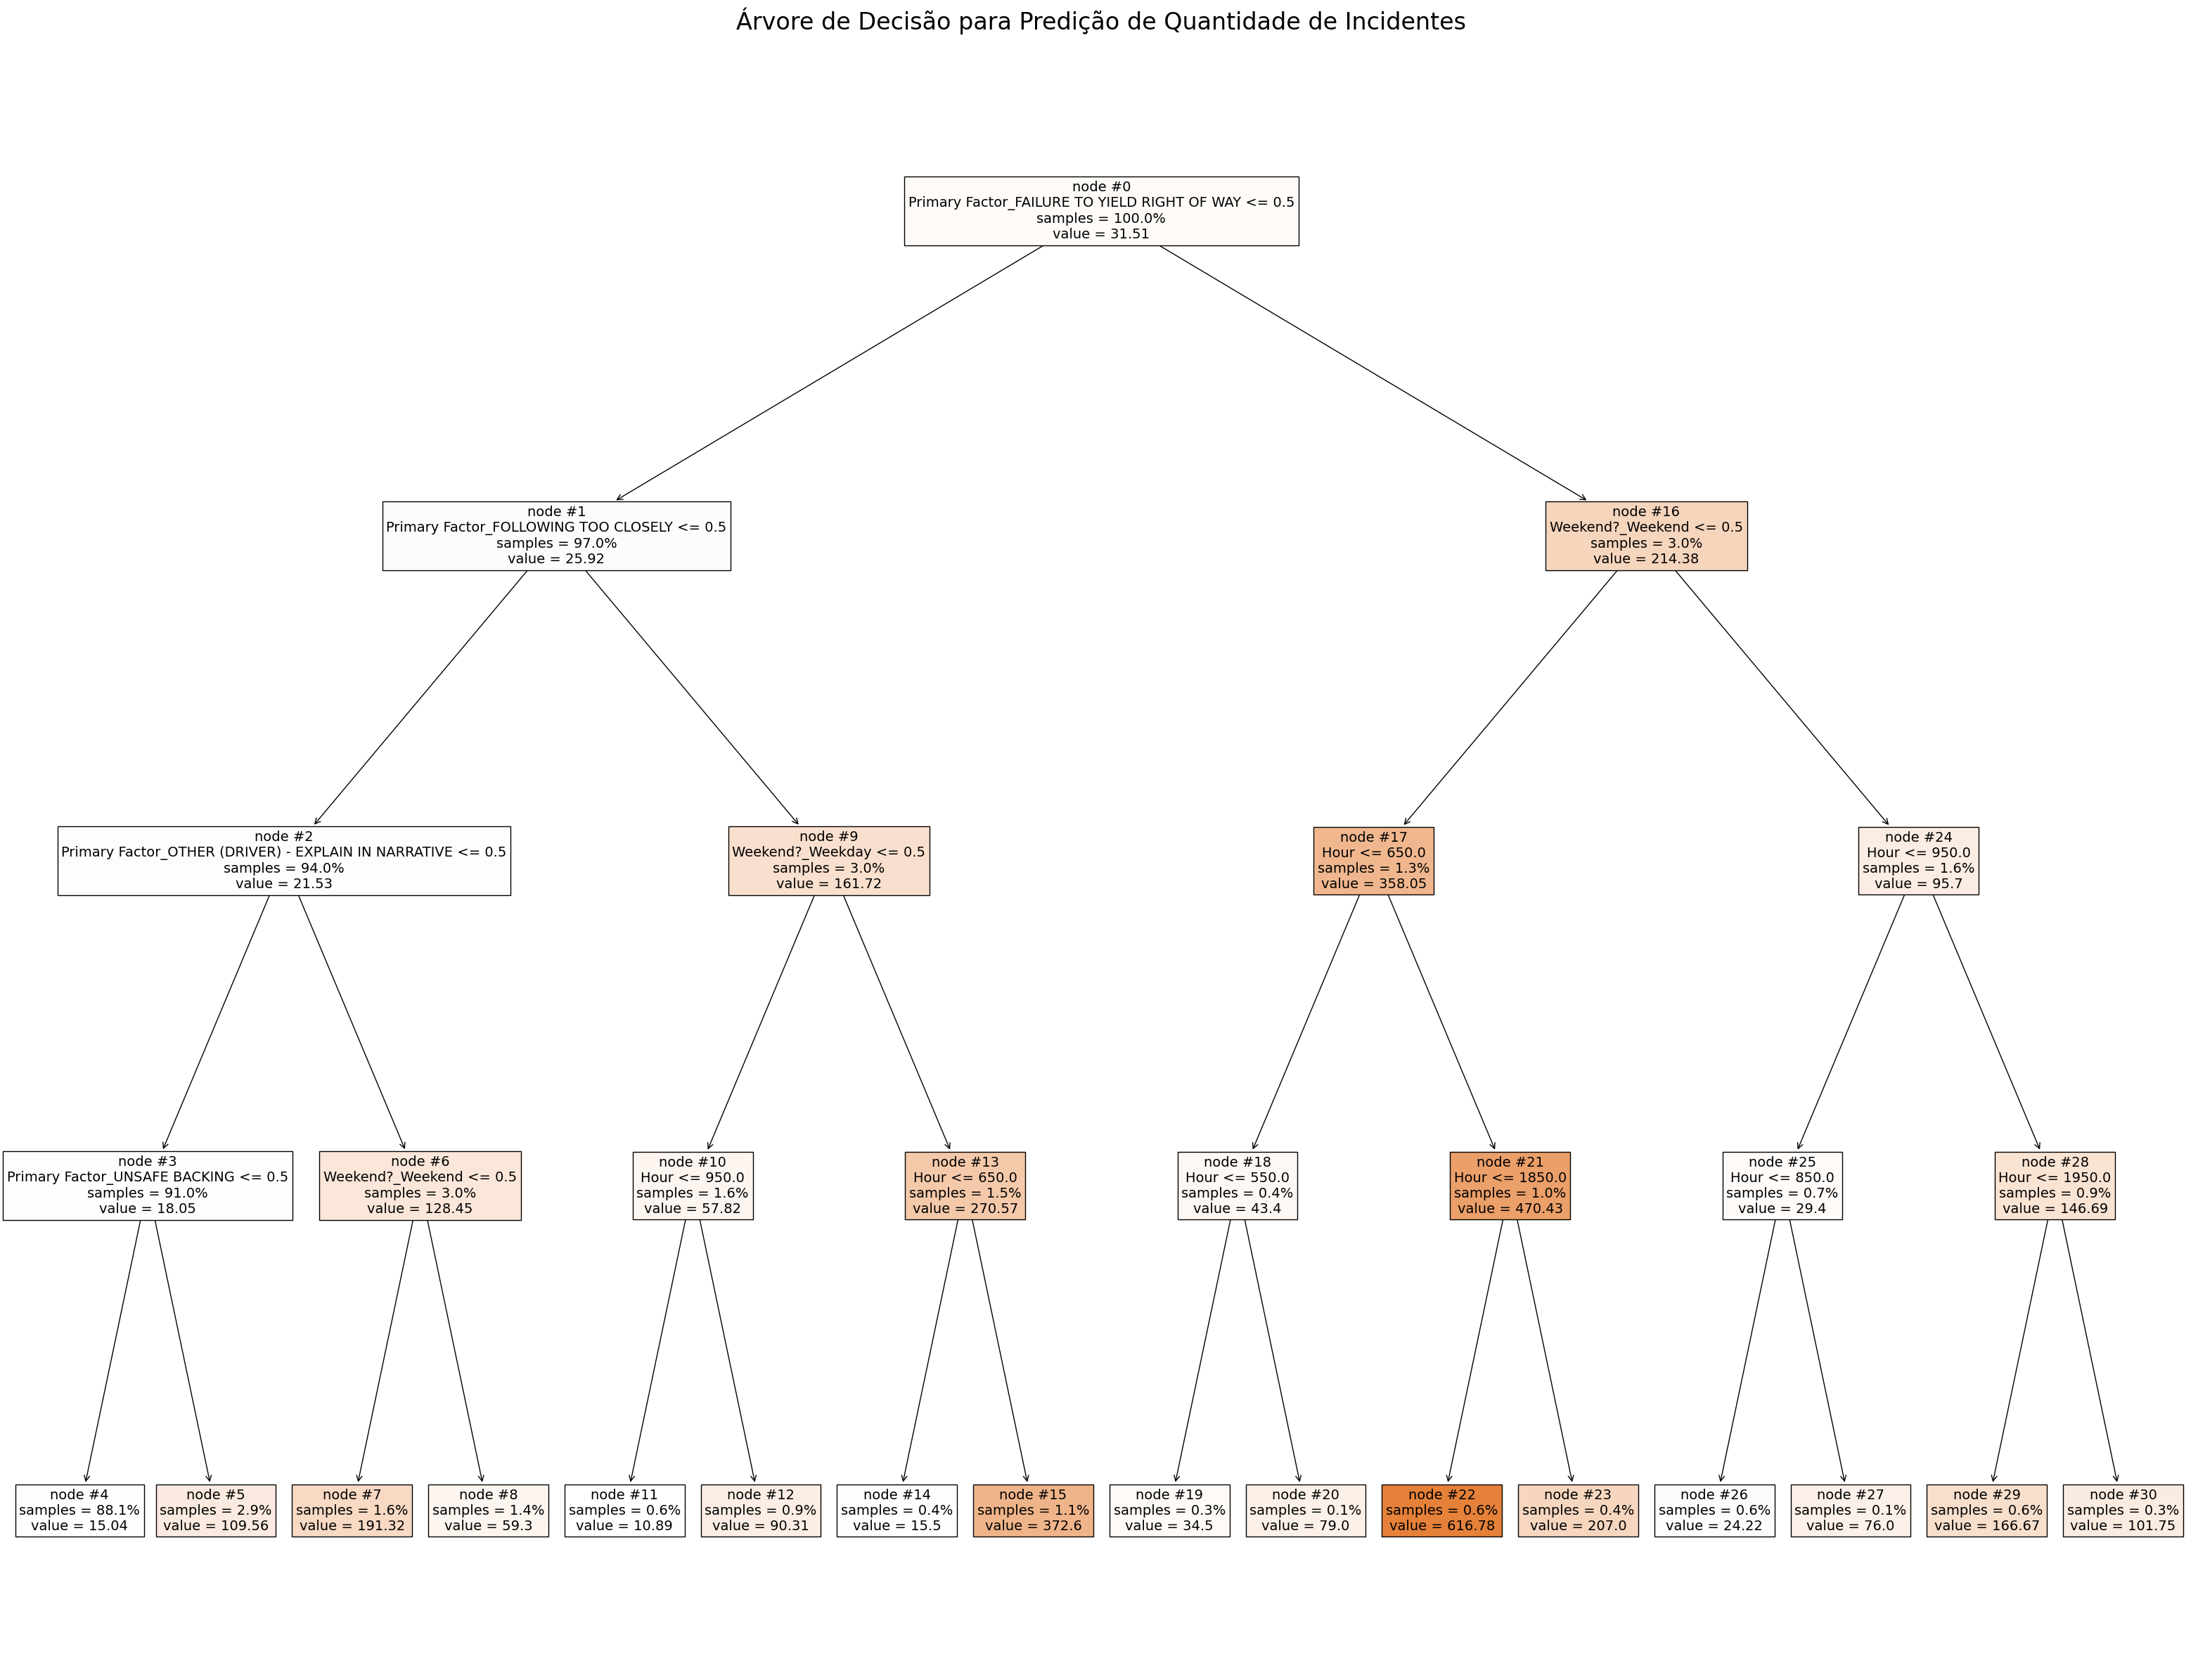 Árvore de Decisão para Predição de Quantidade de Incidentes
node #0
Primary Factor_FAILURE TO YIELD RIGHT OF WAY <= 0.5
samples = 100.0%
value = 31.51
node #1
Primary Factor_FOLLOWING TOO CLOSELY <= 0.5
samples = 97.0%
value = 25.92
node #16
Weekend?_Weekend <= 0.5
samples = 3.0%
value = 214.38
node #2
Primary Factor_OTHER (DRIVER) - EXPLAIN IN NARRATIVE <= 0.5
samples = 94.0%
value = 21.53
node #9
Weekend?_Weekday <= 0.5
samples = 3.0%
value = 161.72
node #17
Hour <= 650.0
samples = 1.3%
value = 358.05
node #24
Hour <= 950.0
samples = 1.6%
value = 95.7
node #3
Primary Factor_UNSAFE BACKING <= 0.5
samples = 91.0%
value = 18.05
node #6
Weekend?_Weekend <= 0.5
samples = 3.0%
value = 128.45
node #10
Hour <= 950.0
samples = 1.6%
value = 57.82
node #13
Hour <= 650.0
samples = 1.5%
value = 270.57
node #18
Hour <= 550.0
samples = 0.4%
value = 43.4
node #21
Hour <= 1850.0
samples = 1.0%
value = 470.43
node #25
Hour <= 850.0
samples = 0.7%
value = 29.4
node #28
Hour <= 1950.0
samples = 0.9%
value = 146.69
node #4
samples = 88.1%
value = 15.04
node #5
samples = 2.9%
value = 109.56
node #7
samples = 1.6%
value = 191.32
node #8
samples = 1.4%
value = 59.3
node #11
samples = 0.6%
value = 10.89
node #12
samples = 0.9%
value = 90.31
node #14
samples = 0.4%
value = 15.5
node #15
samples = 1.1%
value = 372.6
node #19
samples = 0.3%
value = 34.5
node #20
samples = 0.1%
value = 79.0
node #22
samples = 0.6%
value = 616.78
node #23
samples = 0.4%
value = 207.0
node #26
samples = 0.6%
value = 24.22
node #27
samples = 0.1%
value = 76.0
node #29
samples = 0.6%
value = 166.67
node #30
samples = 0.3%
value = 101.75